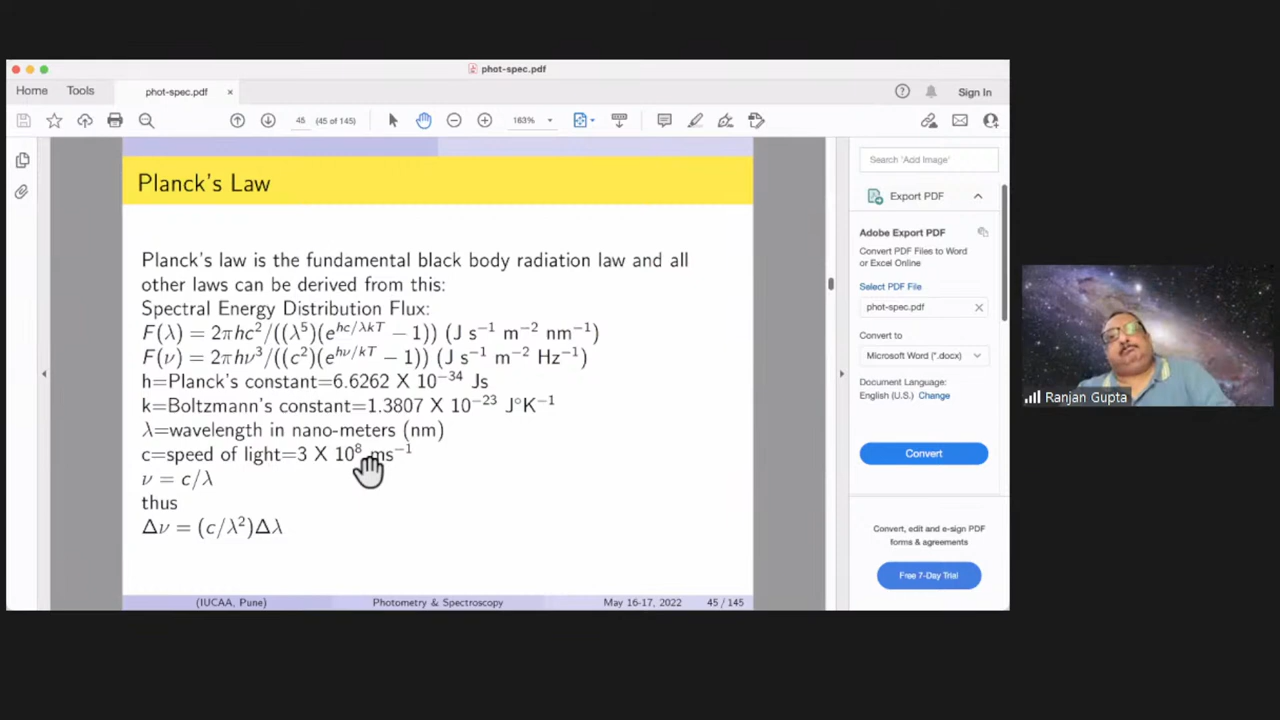 phot-spec.pdf
Home Tools phot-spec.pdf × Sign In
45 (45 of 145) 163%
Planck's Law
Planck's law is the fundamental black body radiation law and all
other laws can be derived from this:
Spectral Energy Distribution Flux:
F(λ) = 2πhc²/((λ⁵)(e^{hc/λkT} − 1)) (J s⁻¹ m⁻² nm⁻¹)
F(ν) = 2πhν³/((c²)(e^{hν/kT} − 1)) (J s⁻¹ m⁻² Hz⁻¹)
h=Planck's constant=6.6262 X 10⁻³⁴ Js
k=Boltzmann's constant=1.3807 X 10⁻²³ J°K⁻¹
λ=wavelength in nano-meters (nm)
c=speed of light=3 X 10⁸ ms⁻¹
ν = c/λ
thus
Δν = (c/λ²)Δλ
(IUCAA, Pune) Photometry & Spectroscopy May 16-17, 2022 45 / 145
Search 'Add Image'
Export PDF
Adobe Export PDF
Convert PDF Files to Word
or Excel Online
Select PDF File
phot-spec.pdf ×
Convert to
Microsoft Word (*.docx)
Document Language:
English (U.S.) Change
Convert
Convert, edit and e-sign PDF
forms & agreements
Free 7-Day Trial
Ranjan Gupta